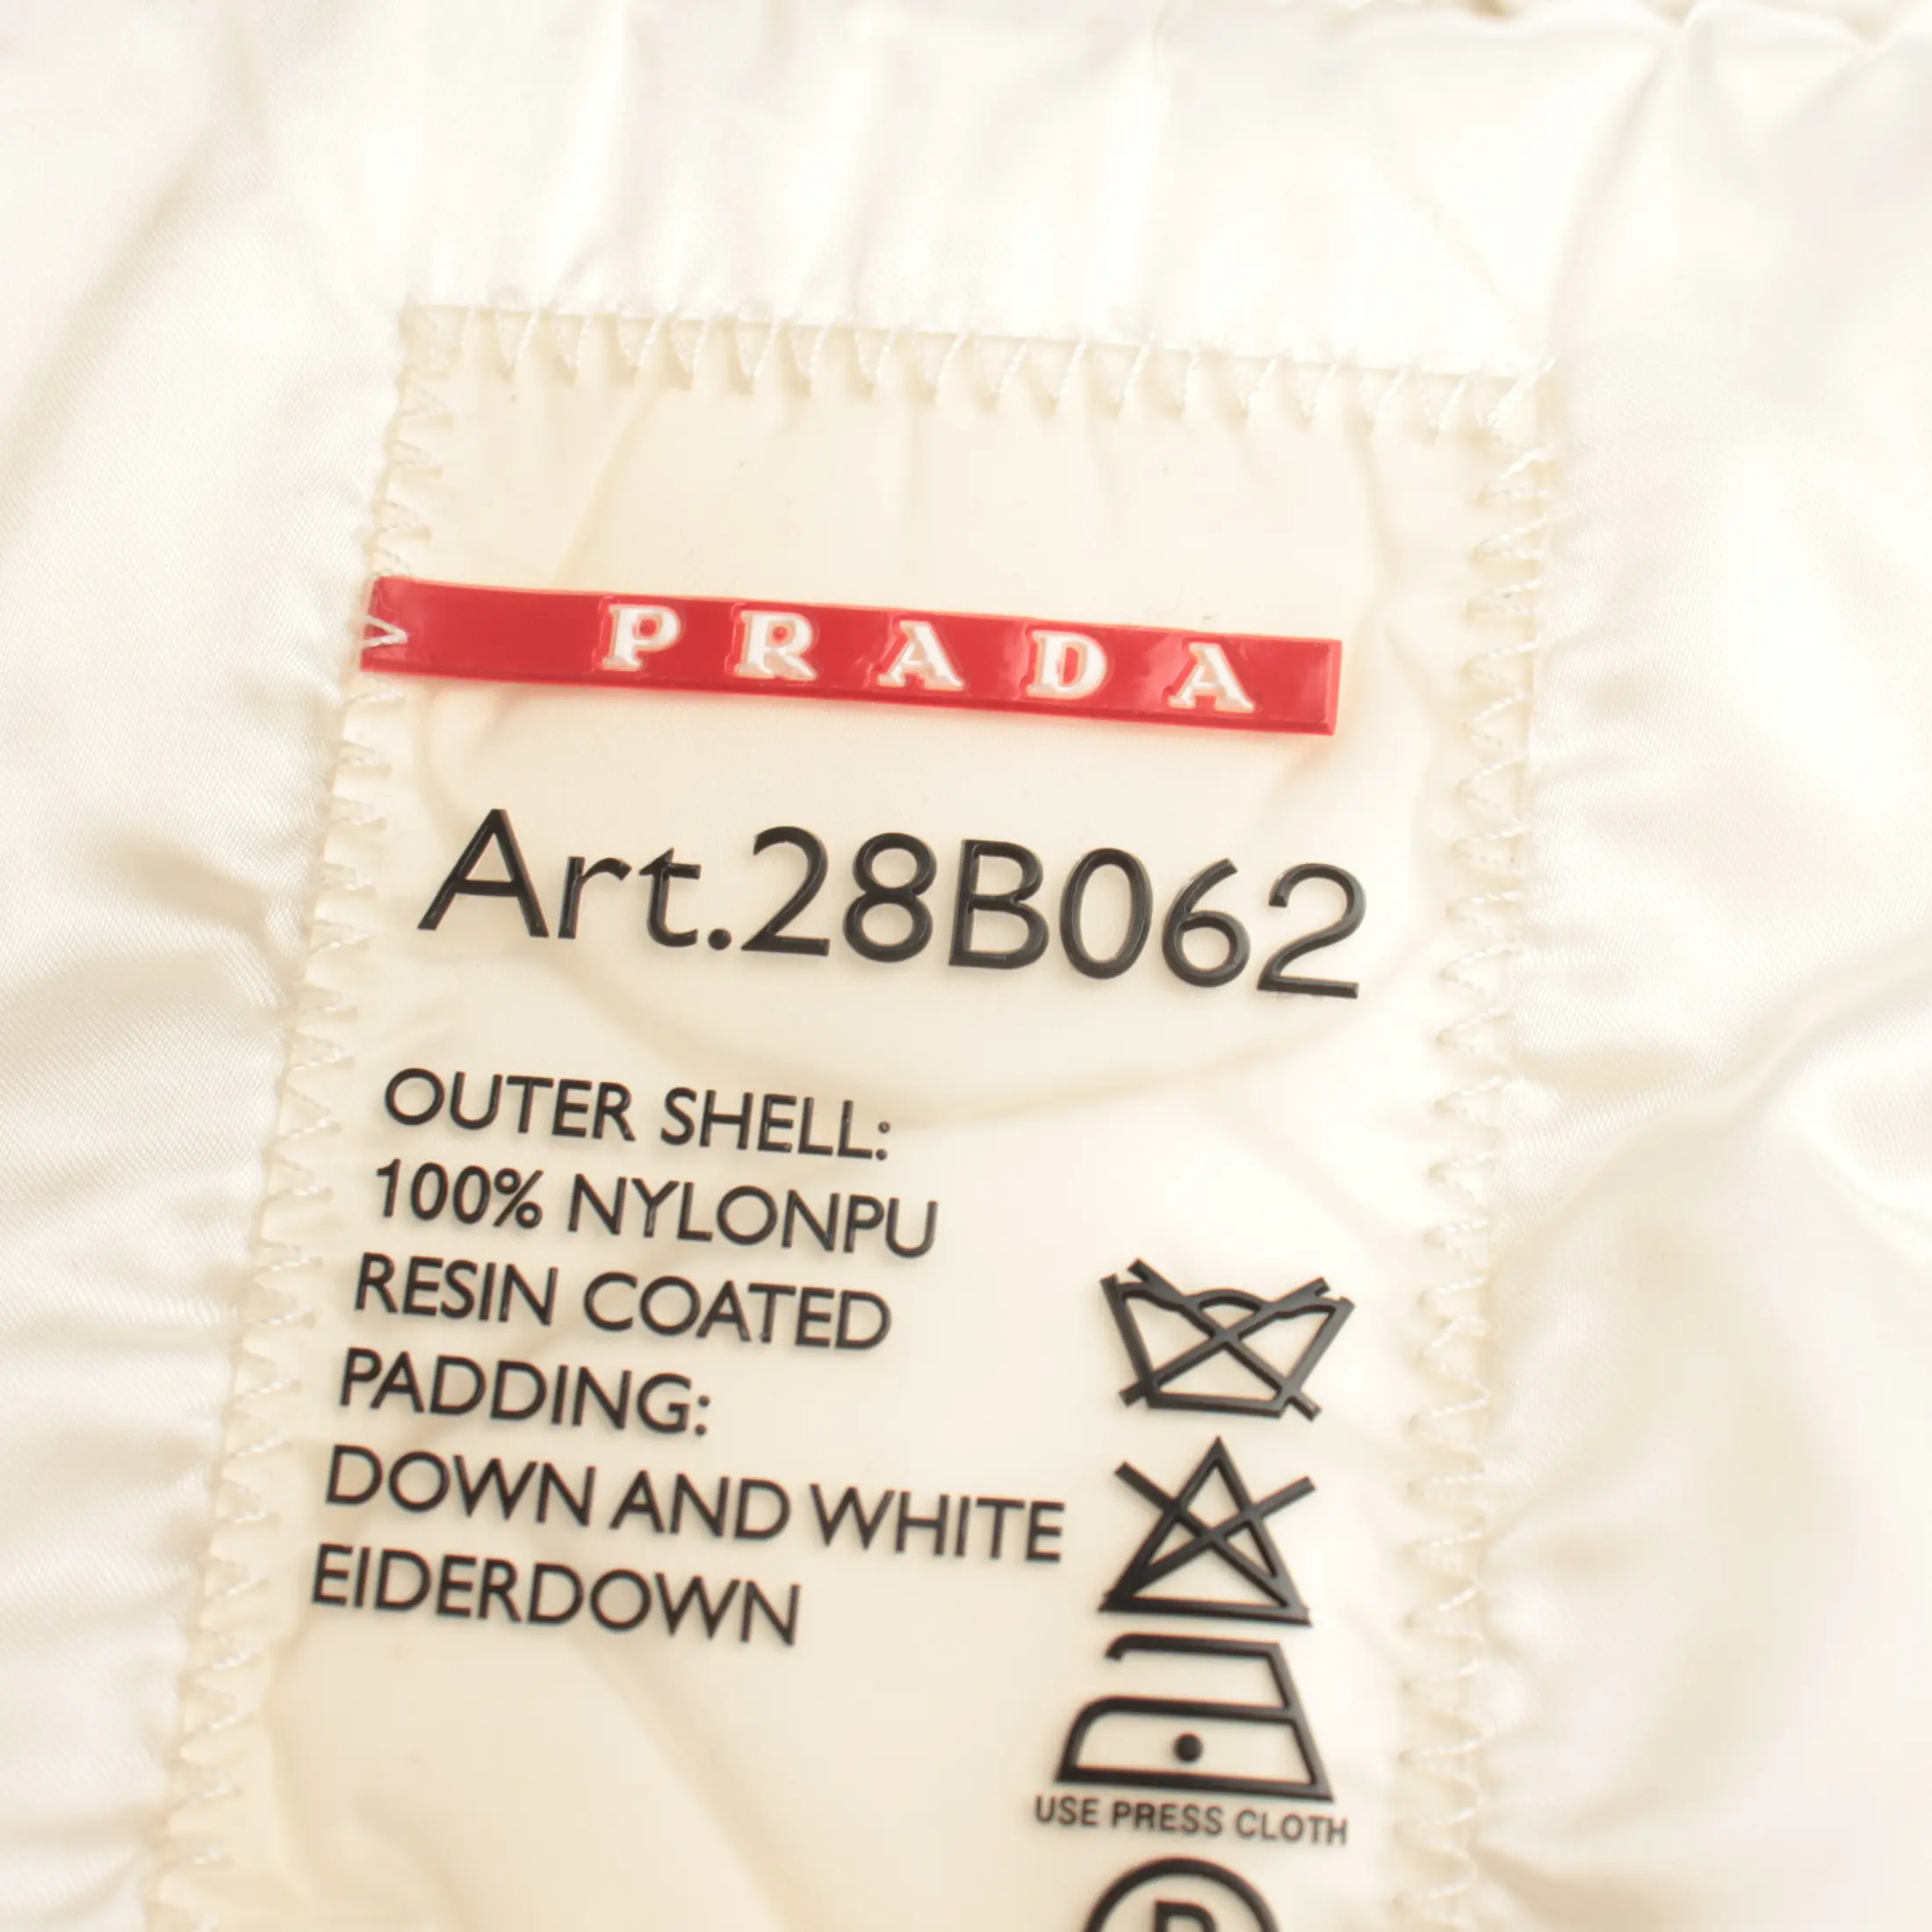 PRADA
Art.28B062
OUTER SHELL:
100% NYLONPU
RESIN COATED
PADDING:
DOWN AND WHITE
EIDERDOWN
USE PRESS CLOTH